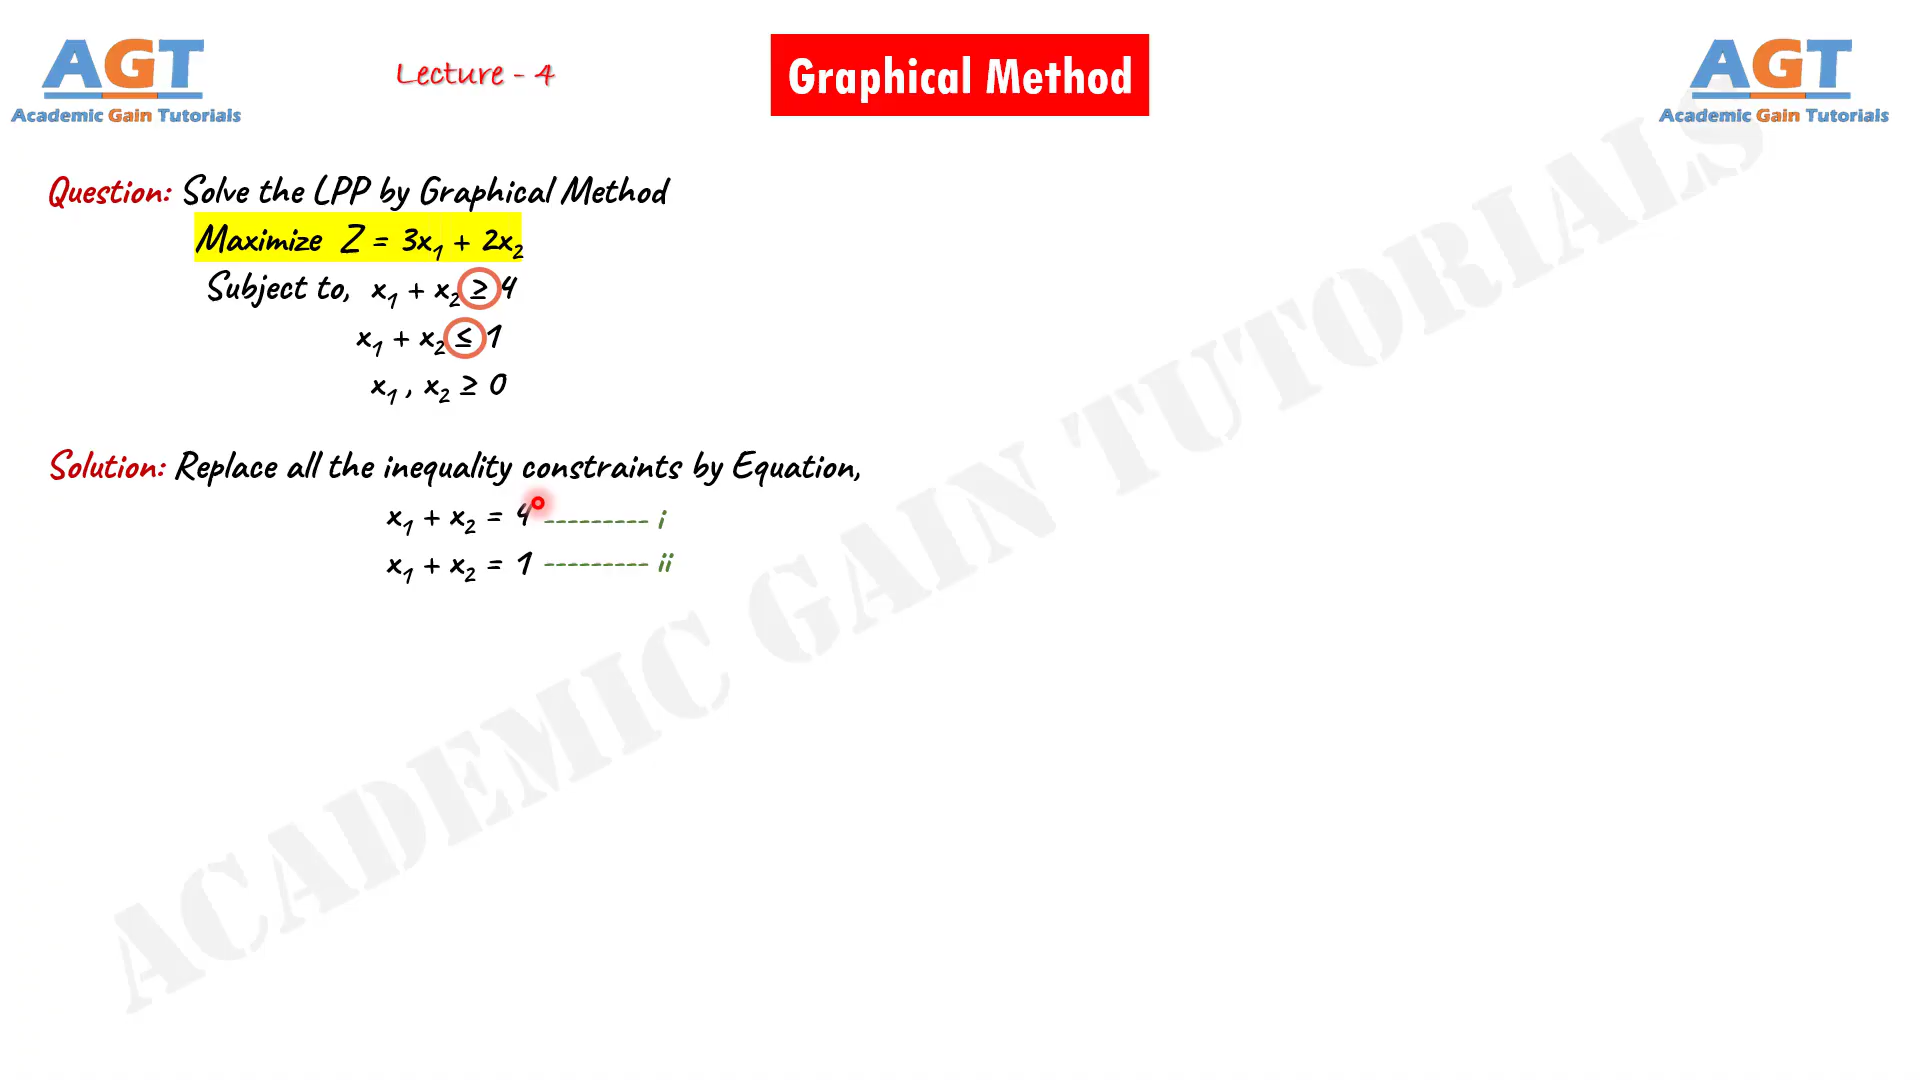 AGT
Academic Gain Tutorials
Lecture - 4
Graphical Method
AGT
Academic Gain Tutorials
Question: Solve the LPP by Graphical Method
Maximize Z = 3x₁ + 2x₂
Subject to, x₁ + x₂ ≥ 4
x₁ + x₂ ≤ 1
x₁ , x₂ ≥ 0
Solution: Replace all the inequality constraints by Equation,
x₁ + x₂ = 4 --------- i
x₁ + x₂ = 1 --------- ii
ACADEMIC GAIN TUTORIALS